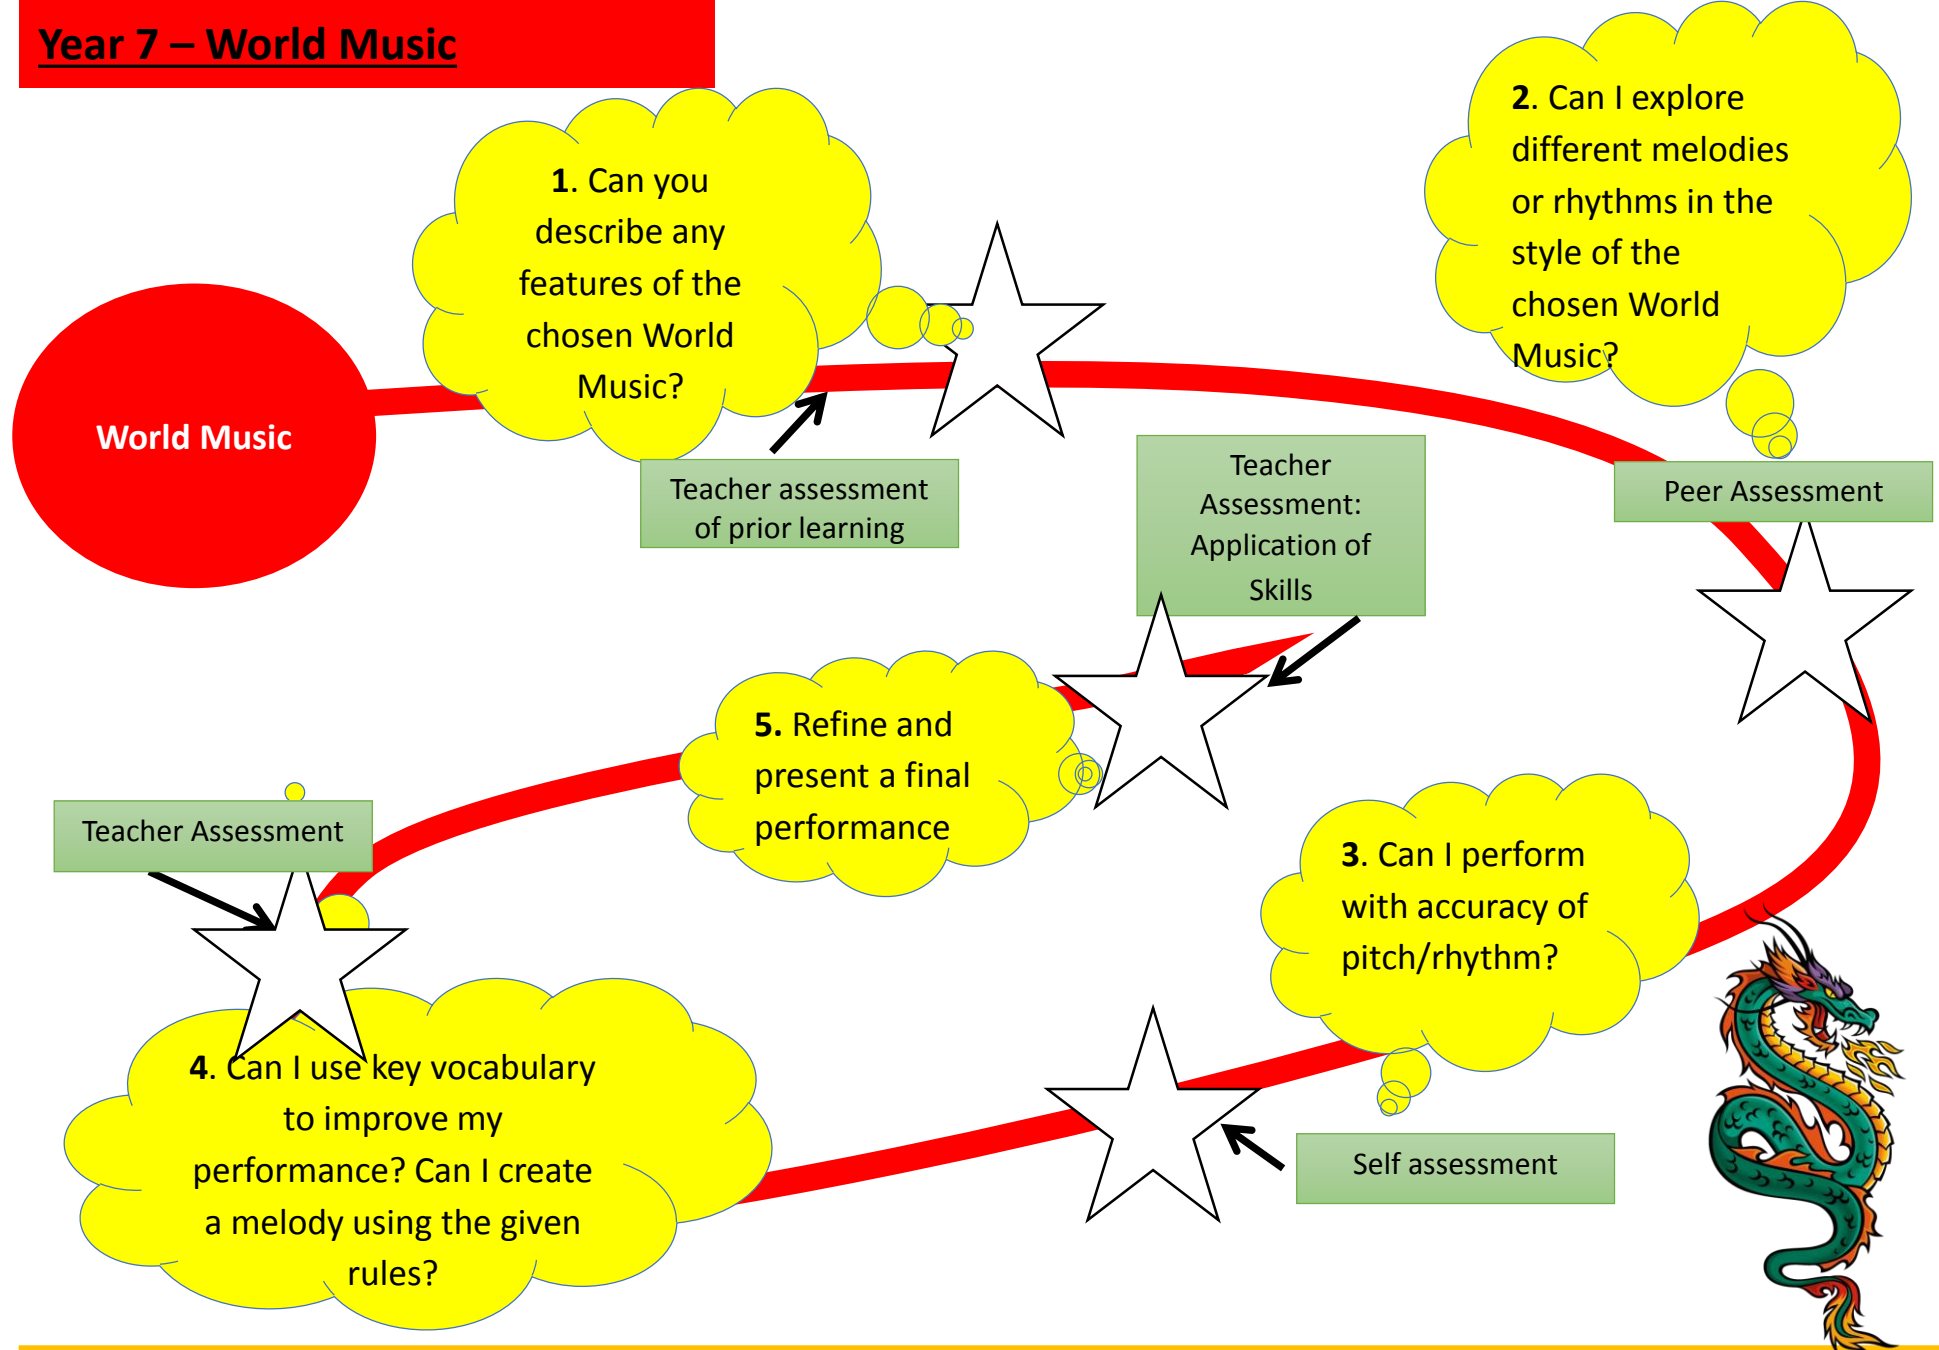 Year 7 – World Music
1. Can you
describe any
features of the
chosen World
Music?
2. Can I explore
different melodies
or rhythms in the
style of the
chosen World
Music?
World Music
Teacher assessment
of prior learning
Teacher
Assessment:
Application of
Skills
Peer Assessment
5. Refine and
present a final
performance
Teacher Assessment
3. Can I perform
with accuracy of
pitch/rhythm?
4. Can I use key vocabulary
to improve my
performance? Can I create
a melody using the given
rules?
Self assessment